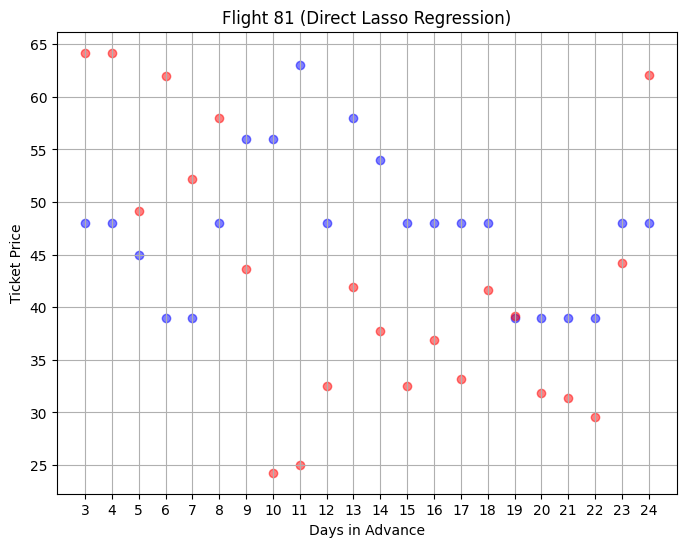 Flight 81 (Direct Lasso Regression)
Ticket Price
65
60
55
50
45
40
35
30
25
3 4 5 6 7 8 9 10 11 12 13 14 15 16 17 18 19 20 21 22 23 24
Days in Advance